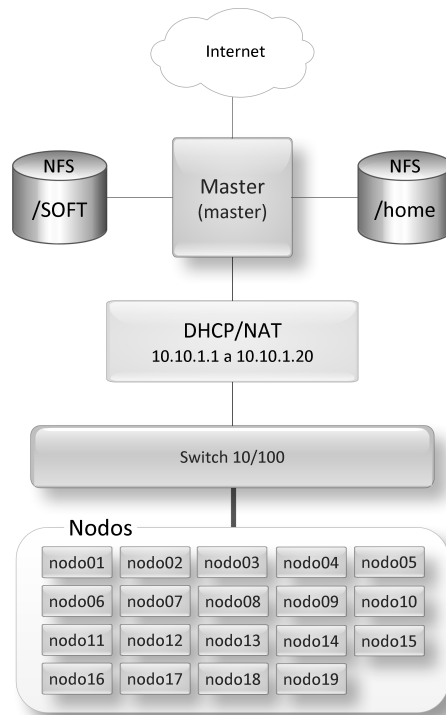 Internet
NFS
/SOFT
Master
(master)
NFS
/home
DHCP/NAT
10.10.1.1 a 10.10.1.20
Switch 10/100
Nodos
nodo01 nodo02 nodo03 nodo04 nodo05
nodo06 nodo07 nodo08 nodo09 nodo10
nodo11 nodo12 nodo13 nodo14 nodo15
nodo16 nodo17 nodo18 nodo19